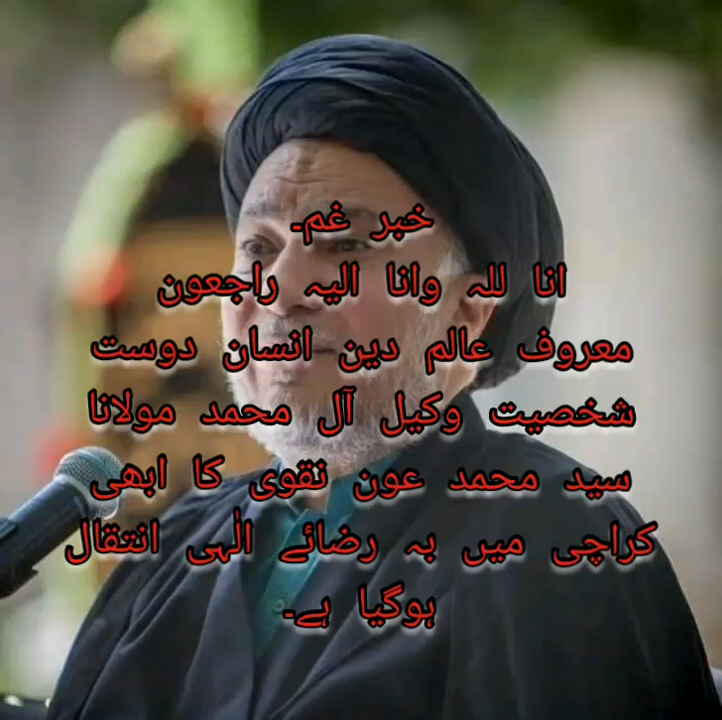 خبر غم۔
انا للہ وانا الیہ راجعون
معروف عالم دین انسان دوست
شخصیت وکیل آل محمد مولانا
سید محمد عون نقوی کا ابھی
کراچی میں بہ رضائے الٰہی انتقال
ہوگیا ہے۔